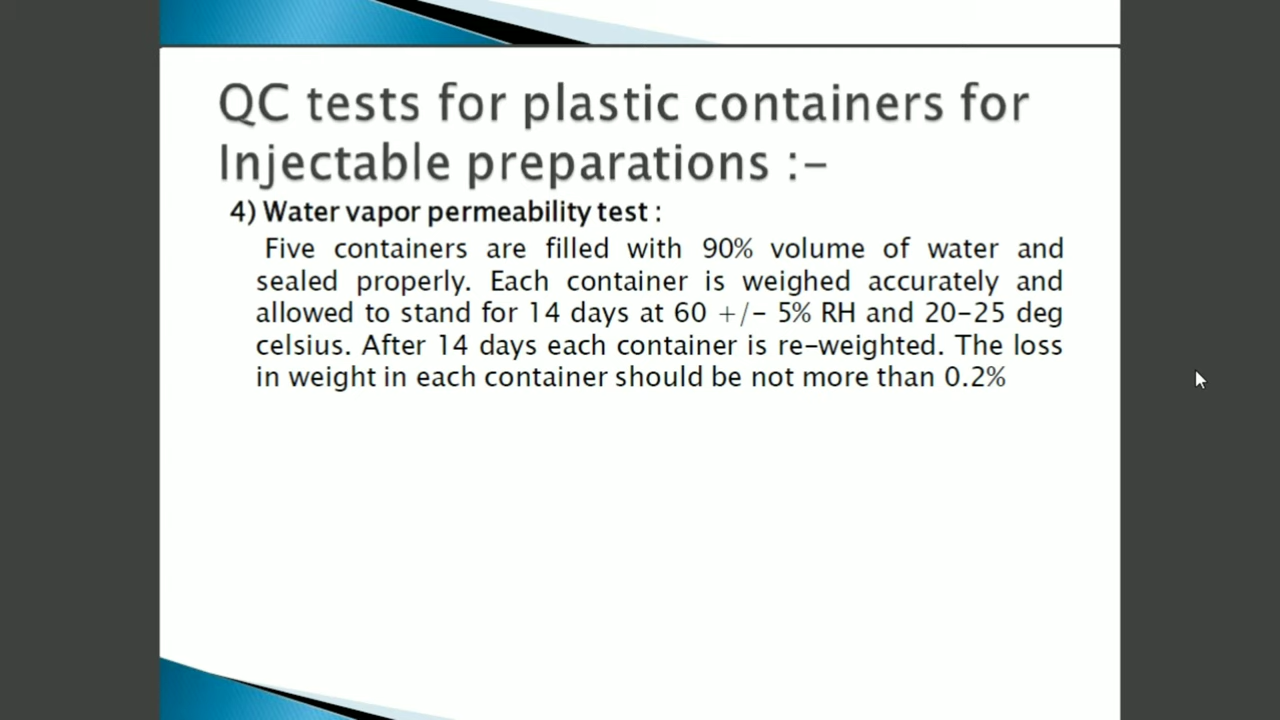 QC tests for plastic containers for
Injectable preparations :-
4) Water vapor permeability test :
Five containers are filled with 90% volume of water and
sealed properly. Each container is weighed accurately and
allowed to stand for 14 days at 60 +/- 5% RH and 20-25 deg
celsius. After 14 days each container is re-weighted. The loss
in weight in each container should be not more than 0.2%